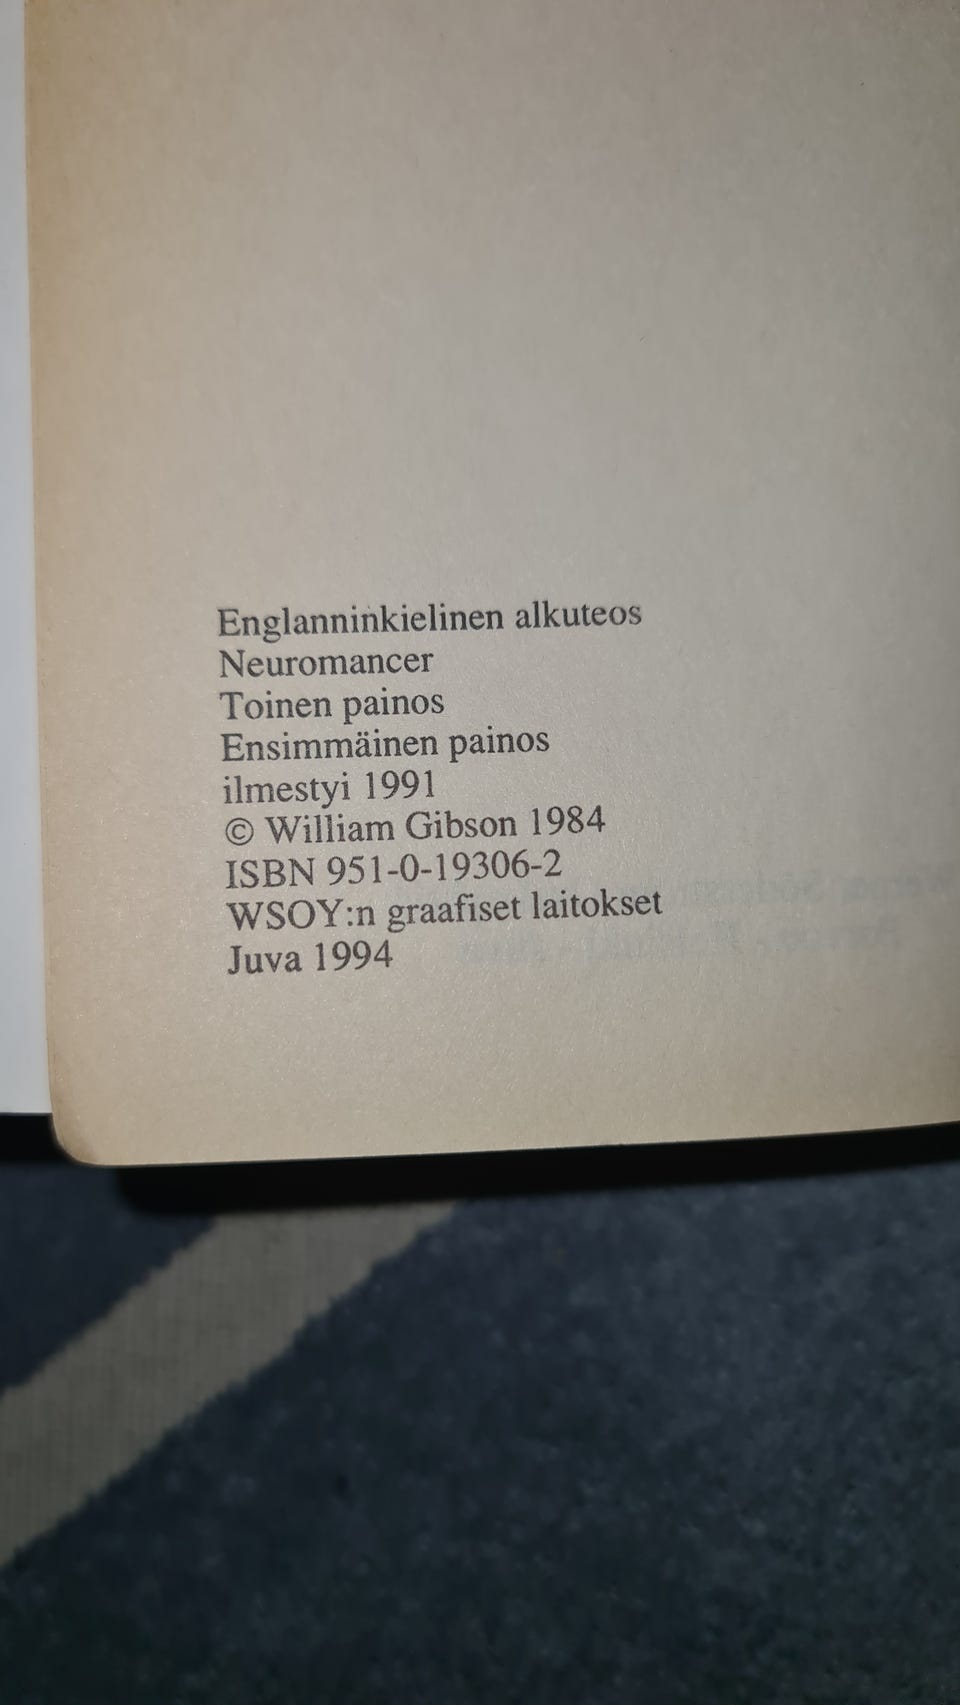 Englanninkielinen alkuteos
Neuromancer
Toinen painos
Ensimmäinen painos
ilmestyi 1991
© William Gibson 1984
ISBN 951-0-19306-2
WSOY:n graafiset laitokset
Juva 1994